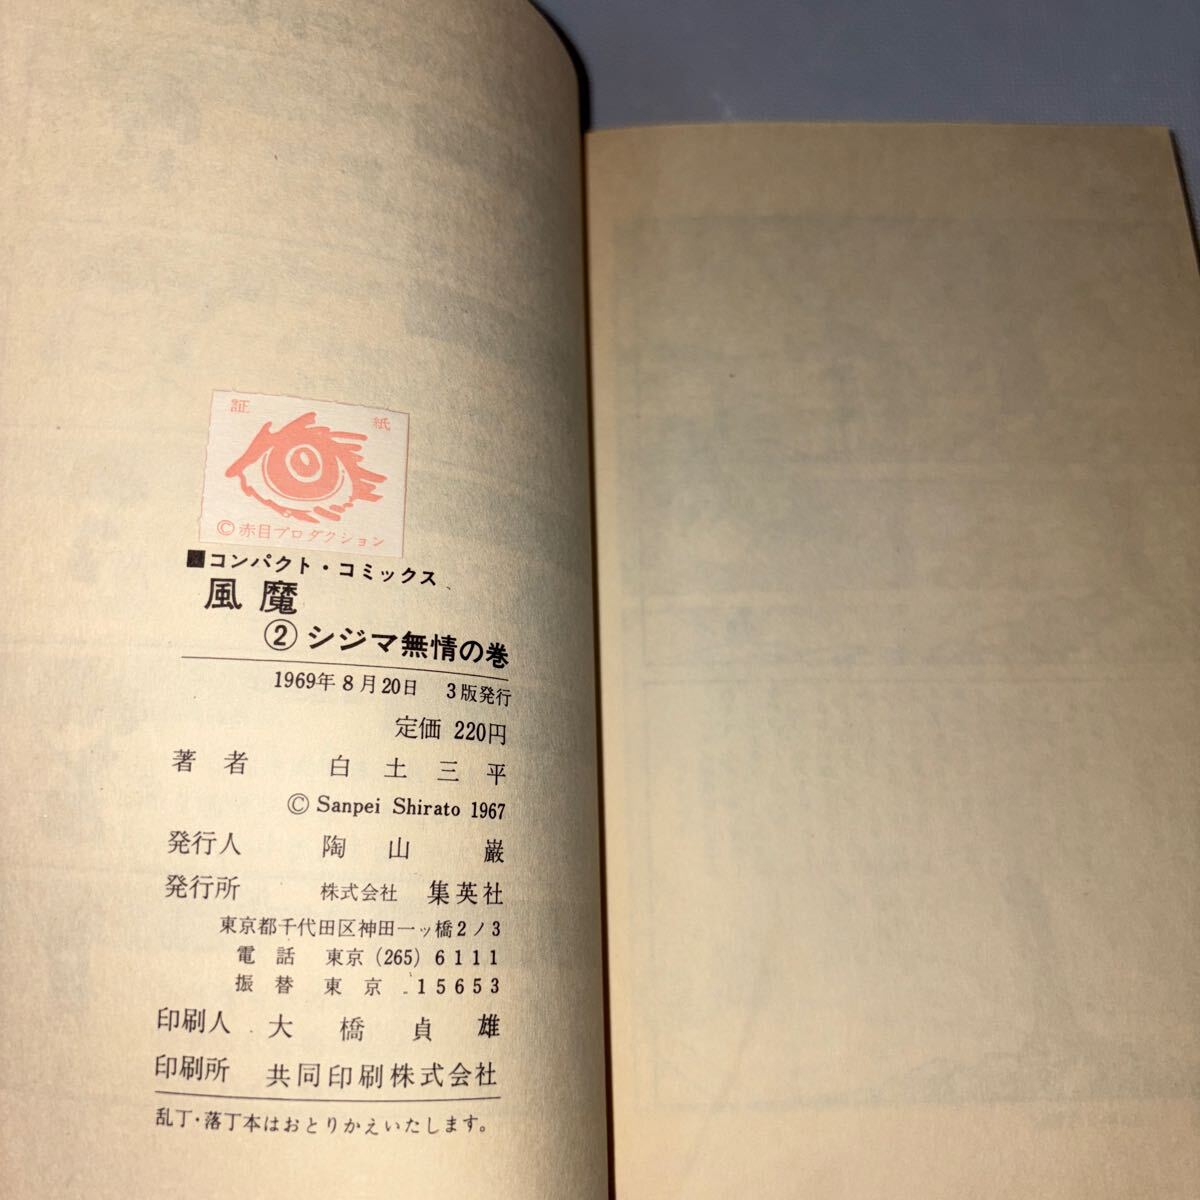 証 紙
©赤目プロダクション
■コンパクト・コミックス
風魔
②シジマ無情の巻
1969年8月20日 3版発行
定価 220円
著者 白土三平
© Sanpei Shirato 1967
発行人 陶山 巌
発行所 株式会社 集英社
東京都千代田区神田一ッ橋2ノ3
電話 東京(265)6111
振替 東京 15653
印刷人 大橋貞雄
印刷所 共同印刷株式会社
乱丁・落丁本はおとりかえいたします。